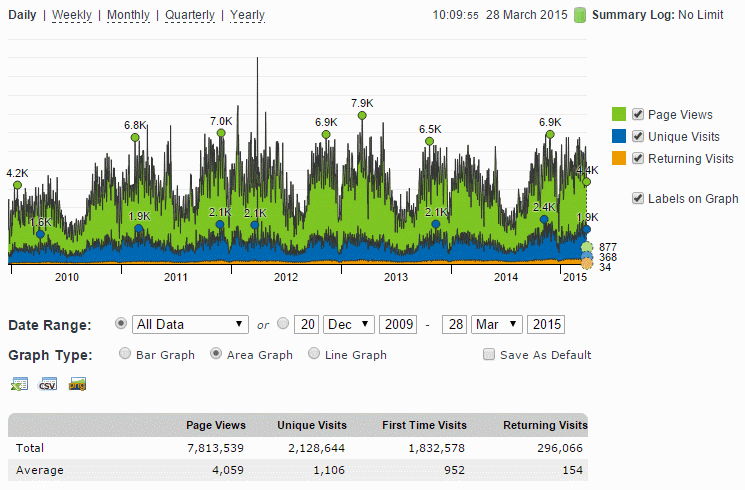 Daily | Weekly | Monthly | Quarterly | Yearly 10:09:55 28 March 2015 Summary Log: No Limit
7.9K
6.8K 7.0K 6.9K 6.5K 6.9K
4.2K 4.4K
1.6K 1.9K 2.1K 2.1K 2.1K 2.4K 1.9K
877
368
34
2010 2011 2012 2013 2014 2015
Page Views
Unique Visits
Returning Visits
Labels on Graph
Date Range: All Data or 20 Dec 2009 - 28 Mar 2015
Graph Type: Bar Graph Area Graph Line Graph Save As Default
CSV png
Page Views Unique Visits First Time Visits Returning Visits
Total 7,813,539 2,128,644 1,832,578 296,066
Average 4,059 1,106 952 154